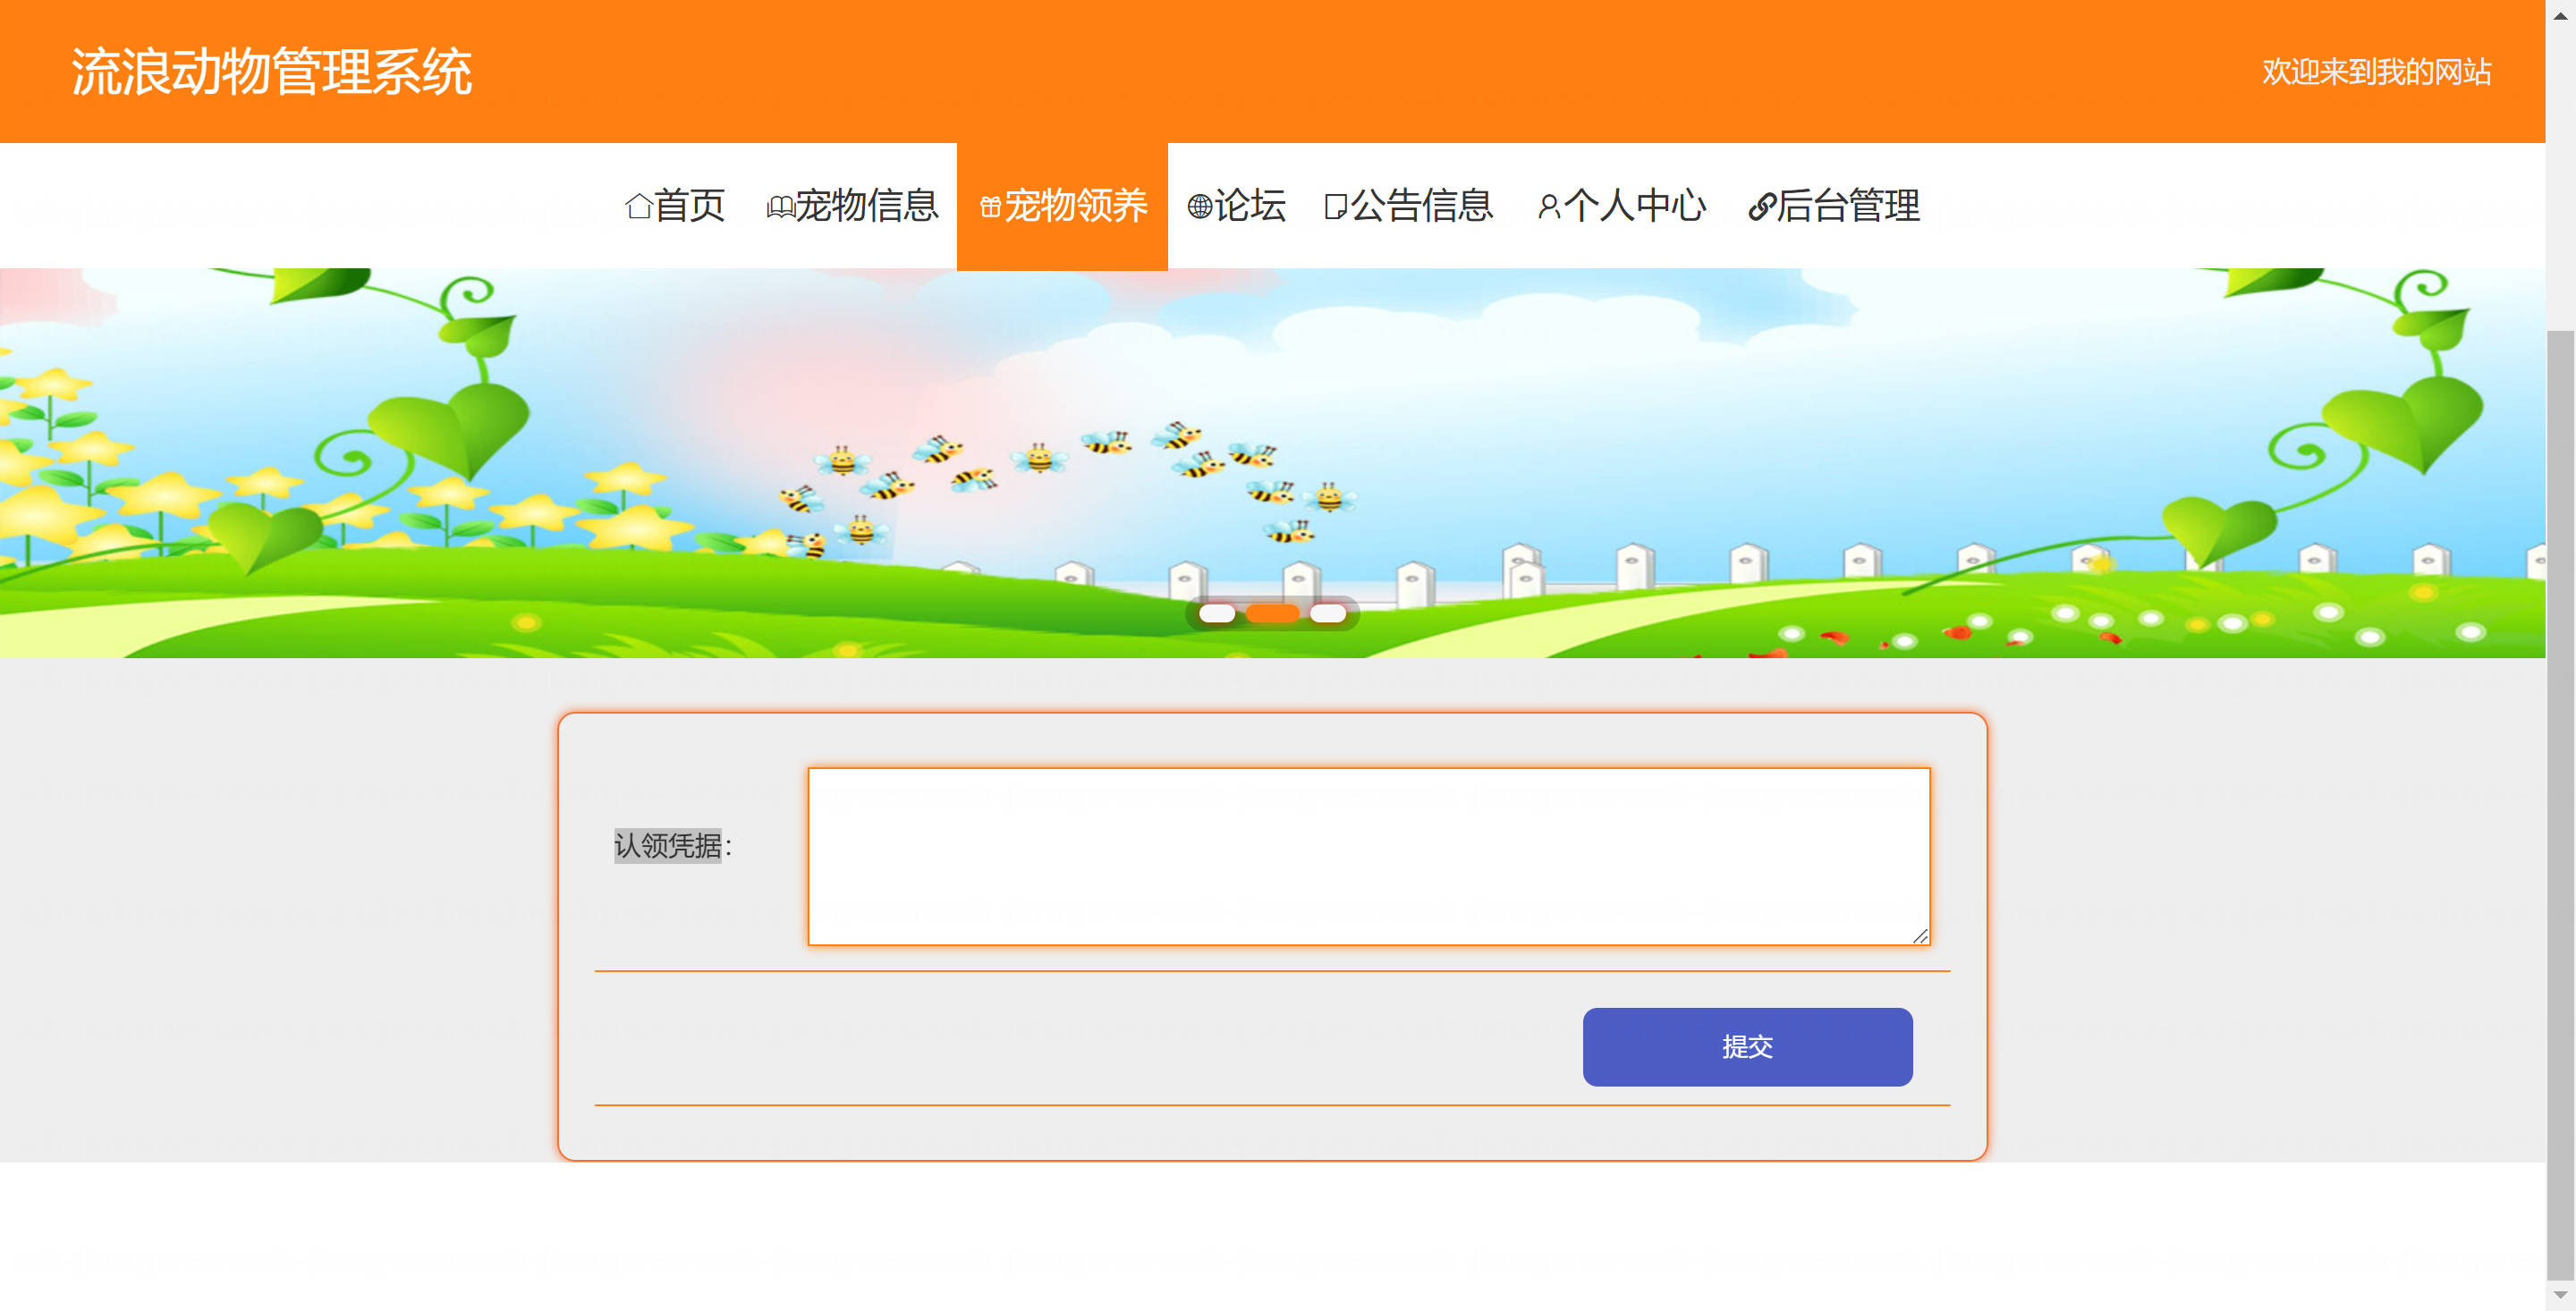 流浪动物管理系统
欢迎来到我的网站
首页 宠物信息 宠物领养 论坛 公告信息 个人中心 后台管理
认领凭据：
提交